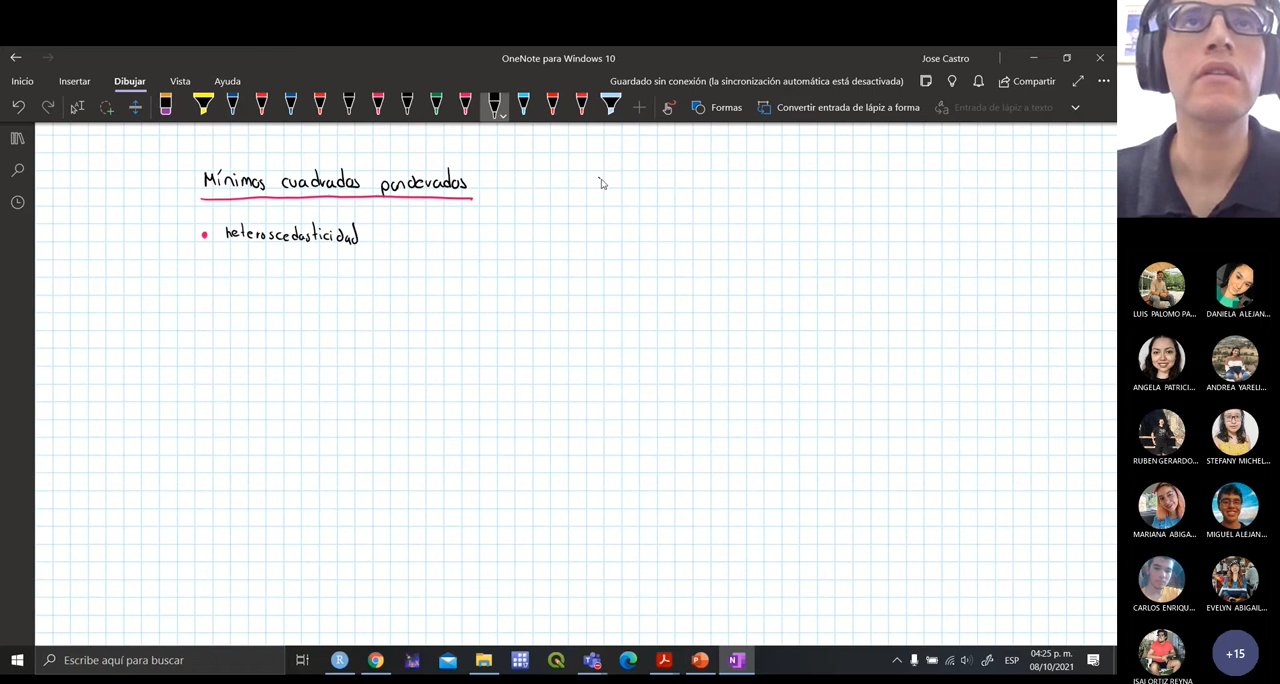 OneNote para Windows 10
Jose Castro
Inicio Insertar Dibujar Vista Ayuda
Guardado sin conexión (la sincronización automática está desactivada)
Compartir
Formas
Convertir entrada de lápiz a forma
Entrada de lápiz a texto
Mínimos cuadrados ponderados
heteroscedasticidad
LUIS PALOMO PA...
DANIELA ALEJAN...
ANGELA PATRICI...
ANDREA YARELI...
RUBEN GERARDO...
STEFANY MICHEL...
MARIANA ABIGA...
MIGUEL ALEJAN...
CARLOS ENRIQU...
EVELYN ABIGAIL...
ISAI ORTIZ REYNA
+15
Escribe aquí para buscar
ESP
04:25 p. m.
08/10/2021